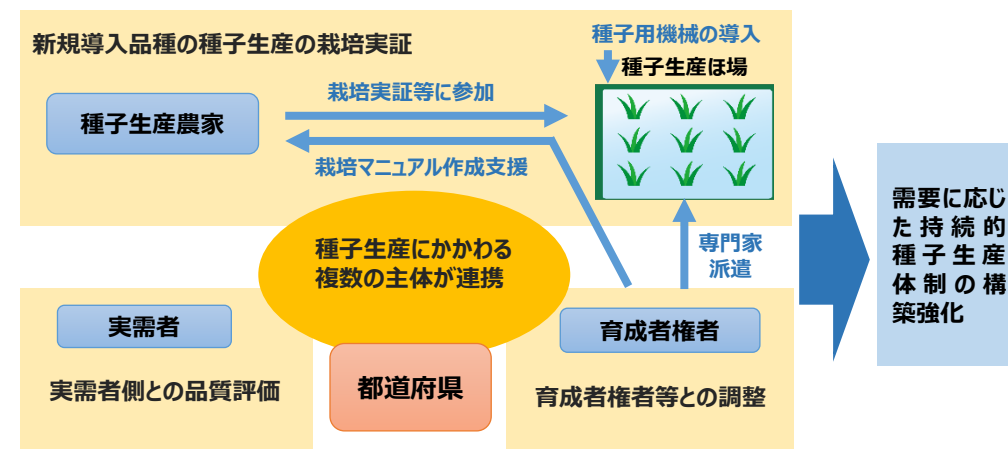 新規導入品種の種子生産の栽培実証
種子用機械の導入
種子生産ほ場
種子生産農家
栽培実証等に参加
栽培マニュアル作成支援
専門家
派遣
種子生産にかかわる
複数の主体が連携
実需者
実需者側との品質評価
都道府県
育成者権者
育成者権者等との調整
需要に応じ
た持続的
種子生産
体制の構
築強化